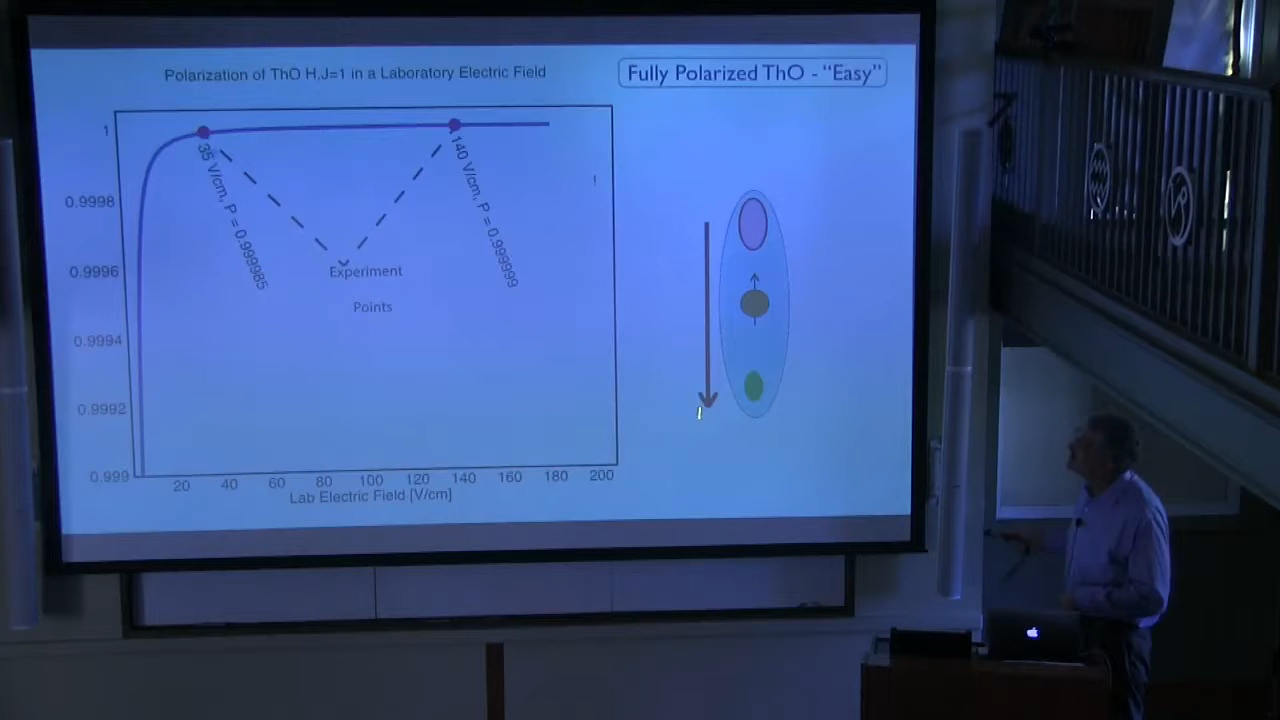 Polarization of ThO H,J=1 in a Laboratory Electric Field
Fully Polarized ThO - “Easy”
1
0.9998
0.9996
0.9994
0.9992
0.999
35 V/cm, P = 0.999985
140 V/cm, P = 0.999999
Experiment
Points
20 40 60 80 100 120 140 160 180 200
Lab Electric Field [V/cm]